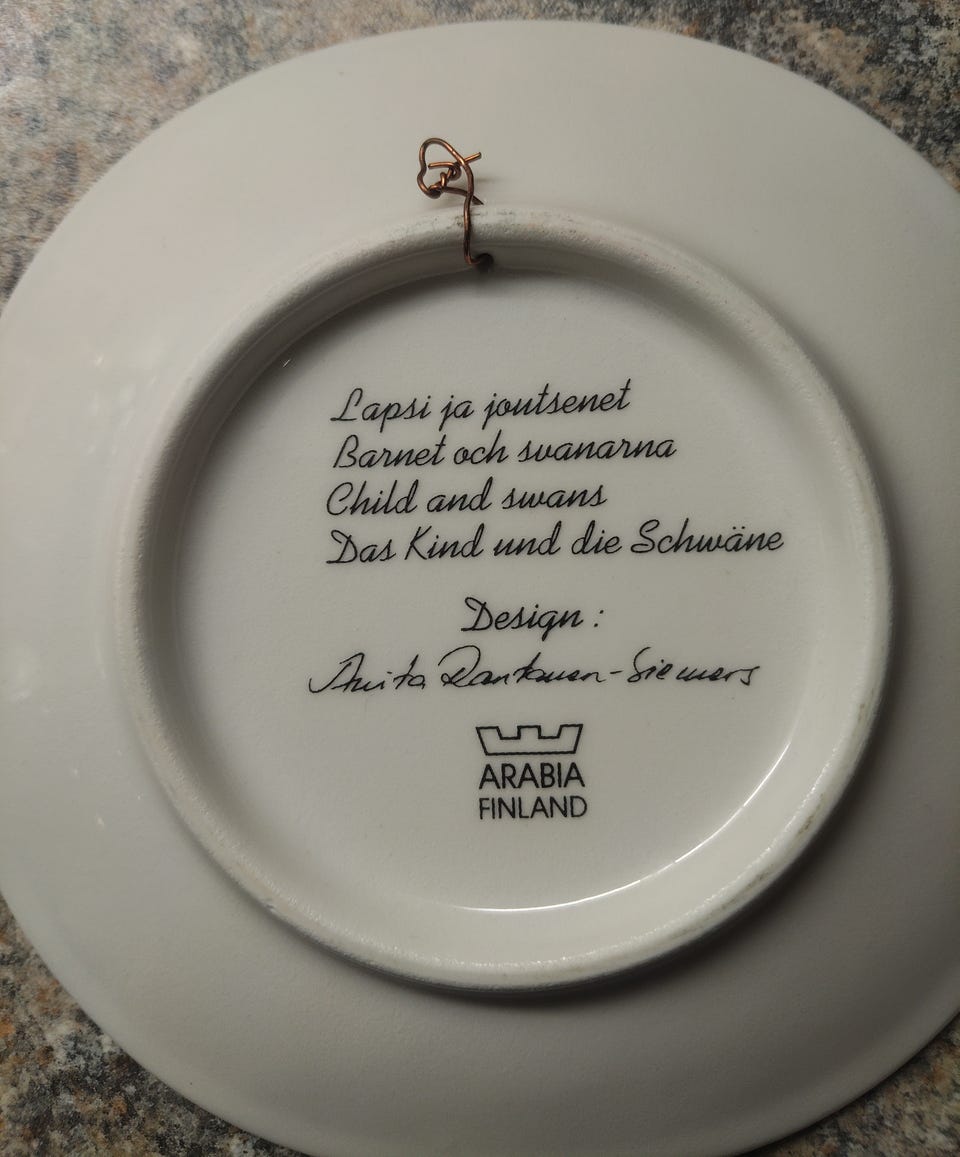 Lapsi ja joutsenet
Barnet och svanarna
Child and swans
Das Kind und die Schwäne
Design :
Anita Rantanen-Siemers
ARABIA
FINLAND